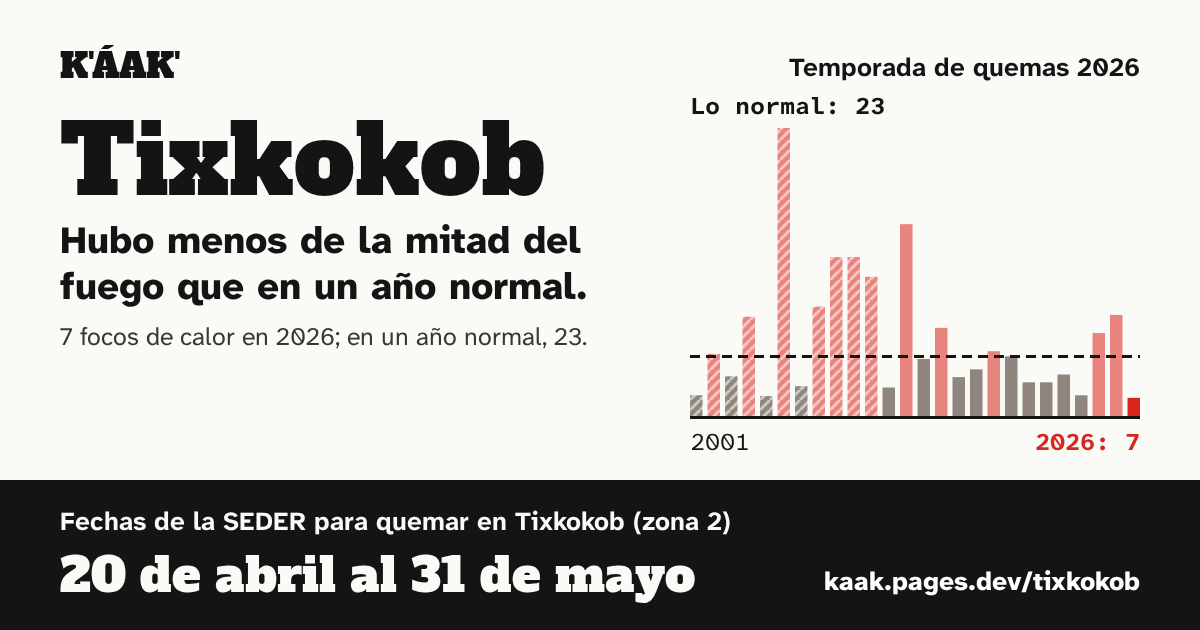 K'ÁAK'
Tixkokob
Hubo menos de la mitad del
fuego que en un año normal.
7 focos de calor en 2026; en un año normal, 23.
Temporada de quemas 2026
Lo normal: 23
2001
2026: 7
Fechas de la SEDER para quemar en Tixkokob (zona 2)
20 de abril al 31 de mayo
kaak.pages.dev/tixkokob